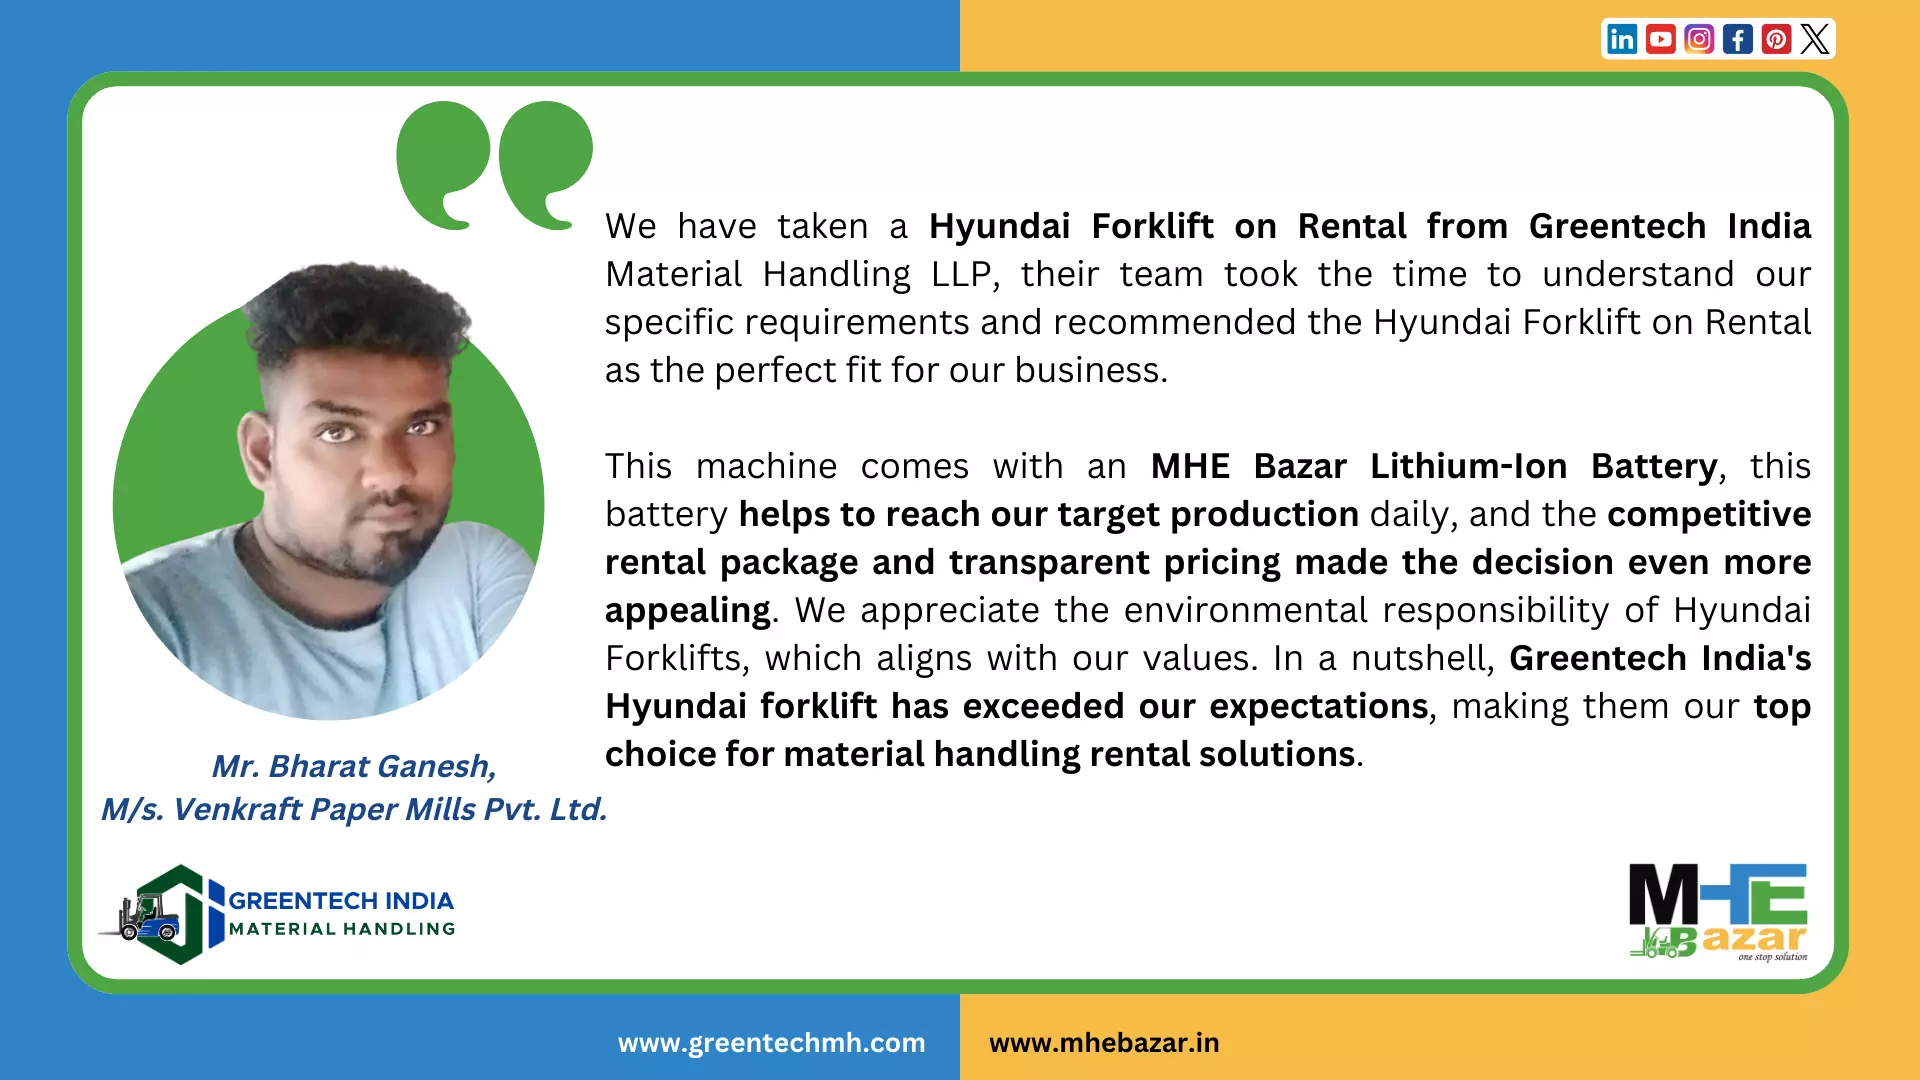 We have taken a Hyundai Forklift on Rental from Greentech India
Material Handling LLP, their team took the time to understand our
specific requirements and recommended the Hyundai Forklift on Rental
as the perfect fit for our business.
This machine comes with an MHE Bazar Lithium-Ion Battery, this
battery helps to reach our target production daily, and the competitive
rental package and transparent pricing made the decision even more
appealing. We appreciate the environmental responsibility of Hyundai
Forklifts, which aligns with our values. In a nutshell, Greentech India's
Hyundai forklift has exceeded our expectations, making them our top
choice for material handling rental solutions.
Mr. Bharat Ganesh,
M/s. Venkraft Paper Mills Pvt. Ltd.
GREENTECH INDIA
MATERIAL HANDLING
MHE
Bazar
one stop solution
www.greentechmh.com
www.mhebazar.in